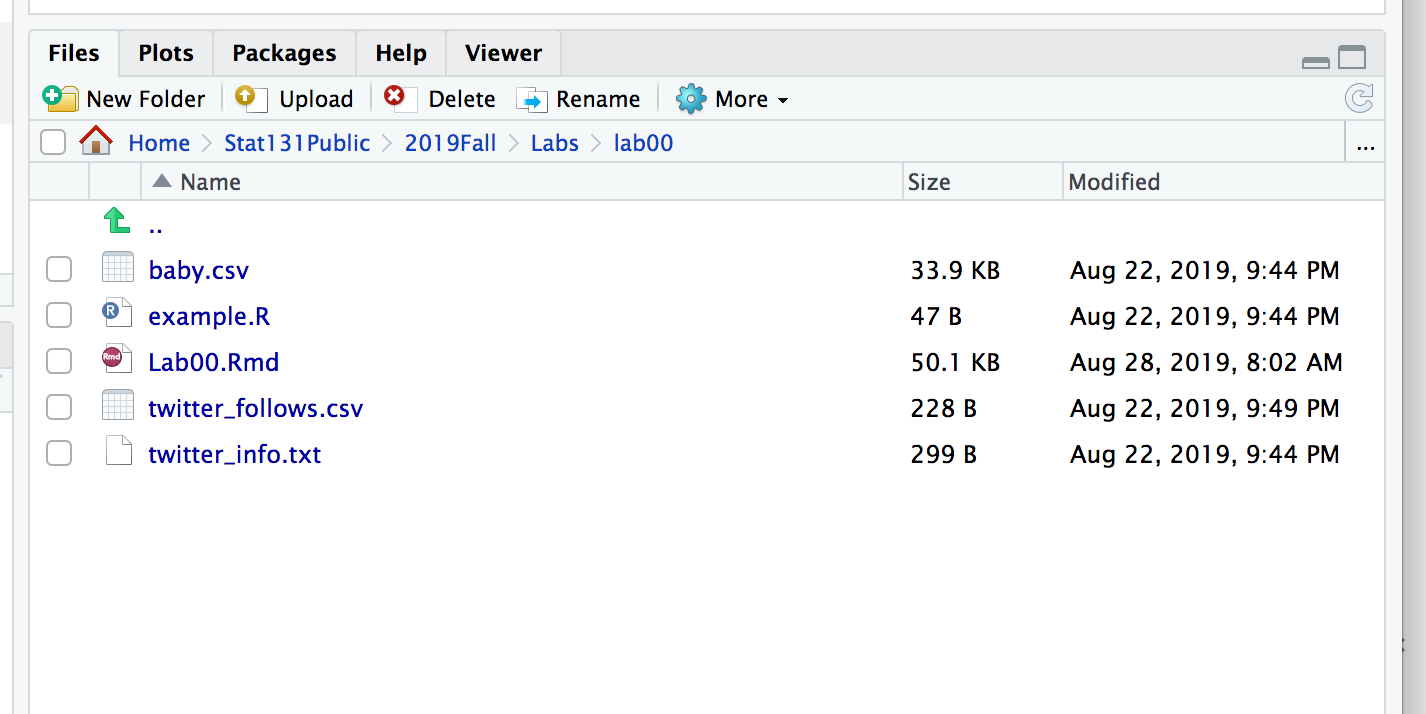 Files Plots Packages Help Viewer
New Folder Upload Delete Rename More
Home Stat131Public 2019Fall Labs lab00 ...
Name Size Modified
..
baby.csv 33.9 KB Aug 22, 2019, 9:44 PM
R example.R 47 B Aug 22, 2019, 9:44 PM
Rmd Lab00.Rmd 50.1 KB Aug 28, 2019, 8:02 AM
twitter_follows.csv 228 B Aug 22, 2019, 9:49 PM
twitter_info.txt 299 B Aug 22, 2019, 9:44 PM